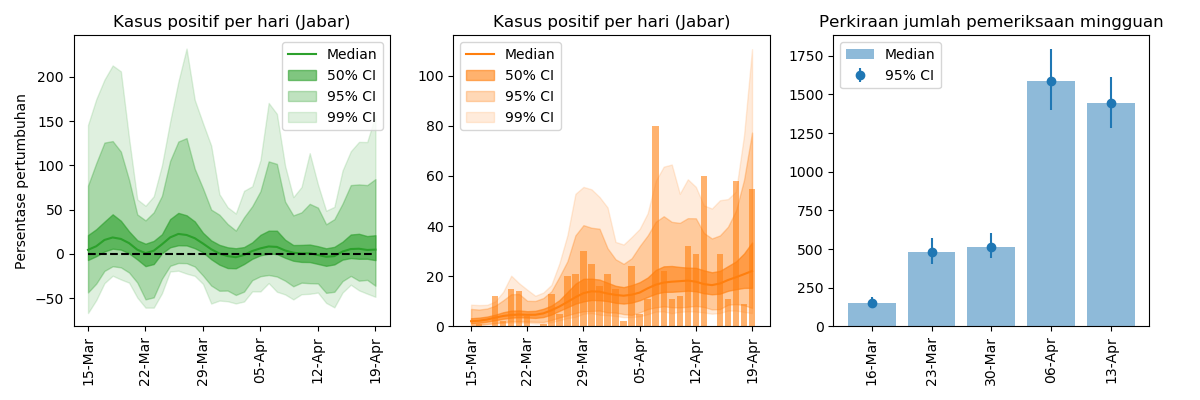 Kasus positif per hari (Jabar)
Persentase pertumbuhan
200
150
100
50
0
−50
Median
50% CI
95% CI
99% CI
15-Mar
22-Mar
29-Mar
05-Apr
12-Apr
19-Apr
Kasus positif per hari (Jabar)
100
80
60
40
20
0
Median
50% CI
95% CI
99% CI
15-Mar
22-Mar
29-Mar
05-Apr
12-Apr
19-Apr
Perkiraan jumlah pemeriksaan mingguan
1750
1500
1250
1000
750
500
250
0
Median
95% CI
16-Mar
23-Mar
30-Mar
06-Apr
13-Apr